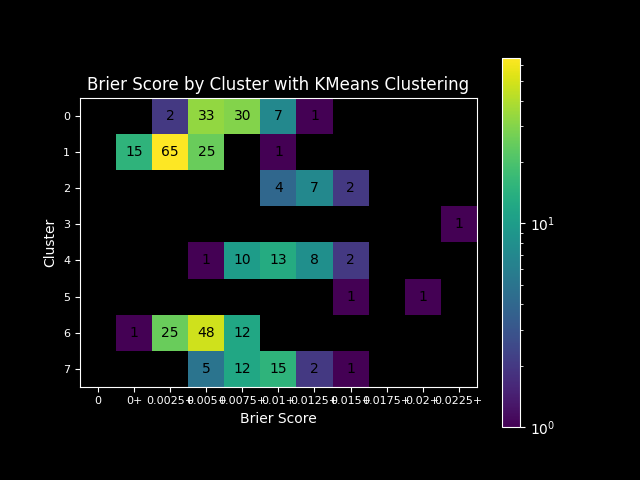 Brier Score by Cluster with KMeans Clustering
0 2 33 30 7 1
1 15 65 25 1
2 4 7 2
3 1
4 1 10 13 8 2
5 1 1
6 1 25 48 12
7 5 12 15 2 1
0 0+ 0.0025+ 0.005+ 0.0075+ 0.01+ 0.0125+ 0.015+ 0.0175+ 0.02+ 0.0225+
Brier Score
Cluster
10^1
10^0